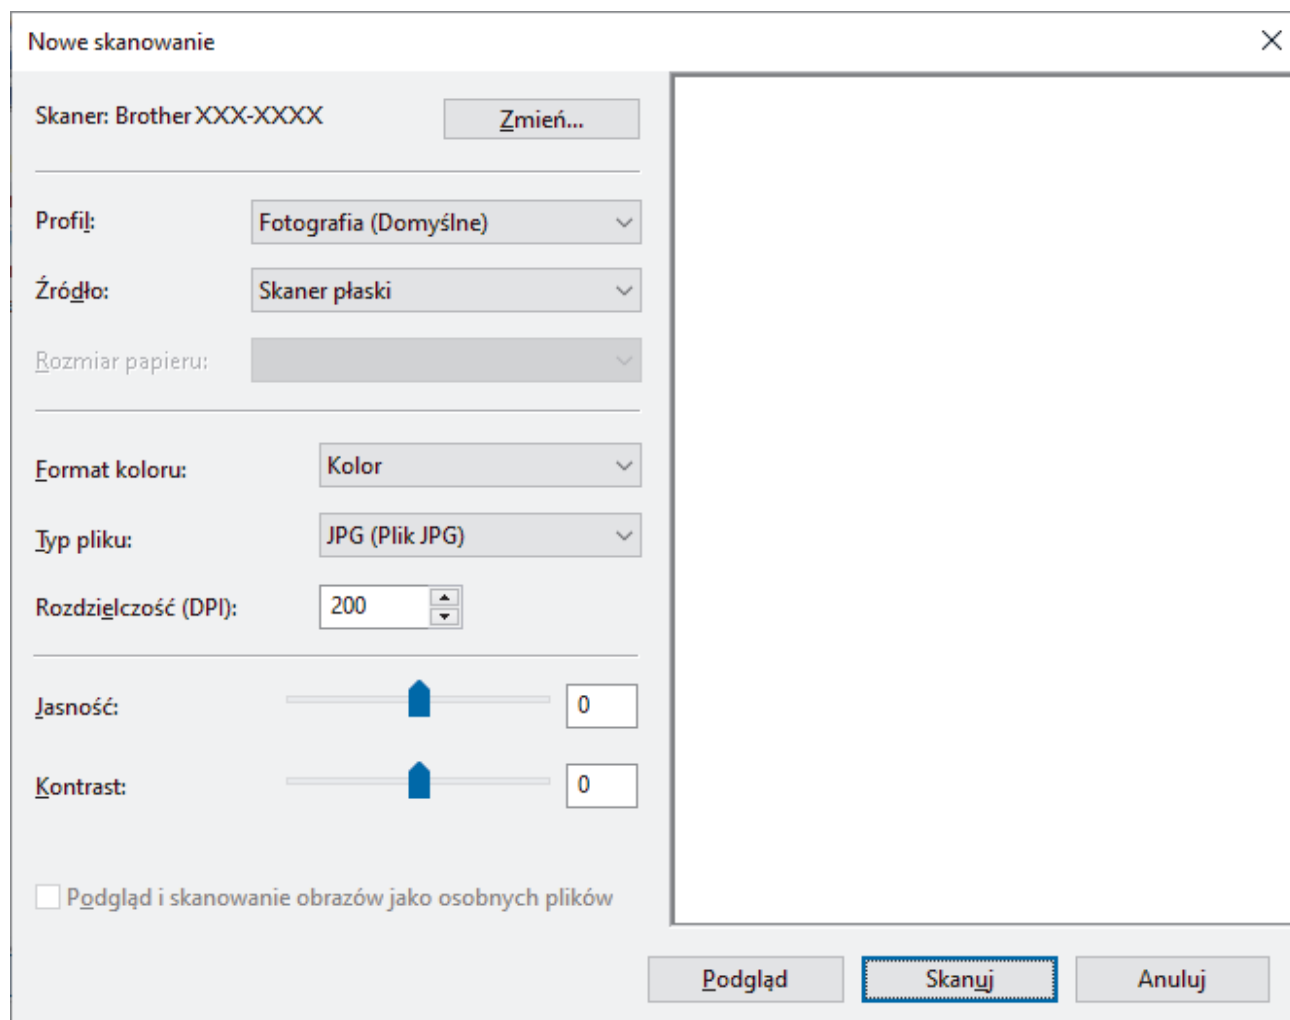 Nowe skanowanie
Skaner: Brother XXX-XXXX
Zmień...
Profil:
Fotografia (Domyślne)
Źródło:
Skaner płaski
Rozmiar papieru:
Format koloru:
Kolor
Typ pliku:
JPG (Plik JPG)
Rozdzielczość (DPI):
200
Jasność:
0
Kontrast:
0
Podgląd i skanowanie obrazów jako osobnych plików
Podgląd
Skanuj
Anuluj